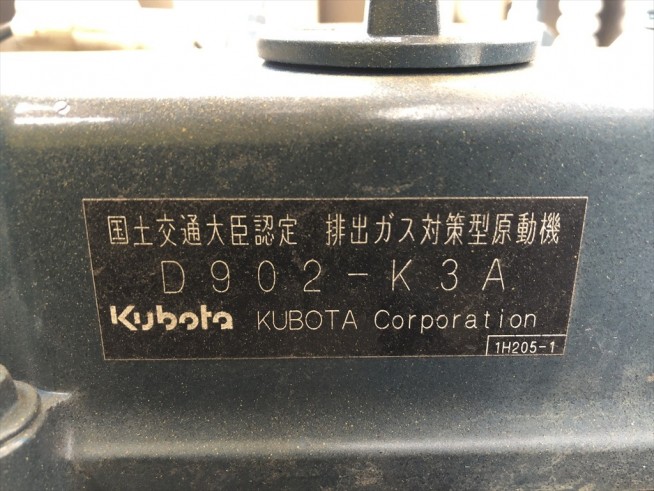 国土交通大臣認定 排出ガス対策型原動機
D902-K3A
Kubota KUBOTA Corporation
1H205-1